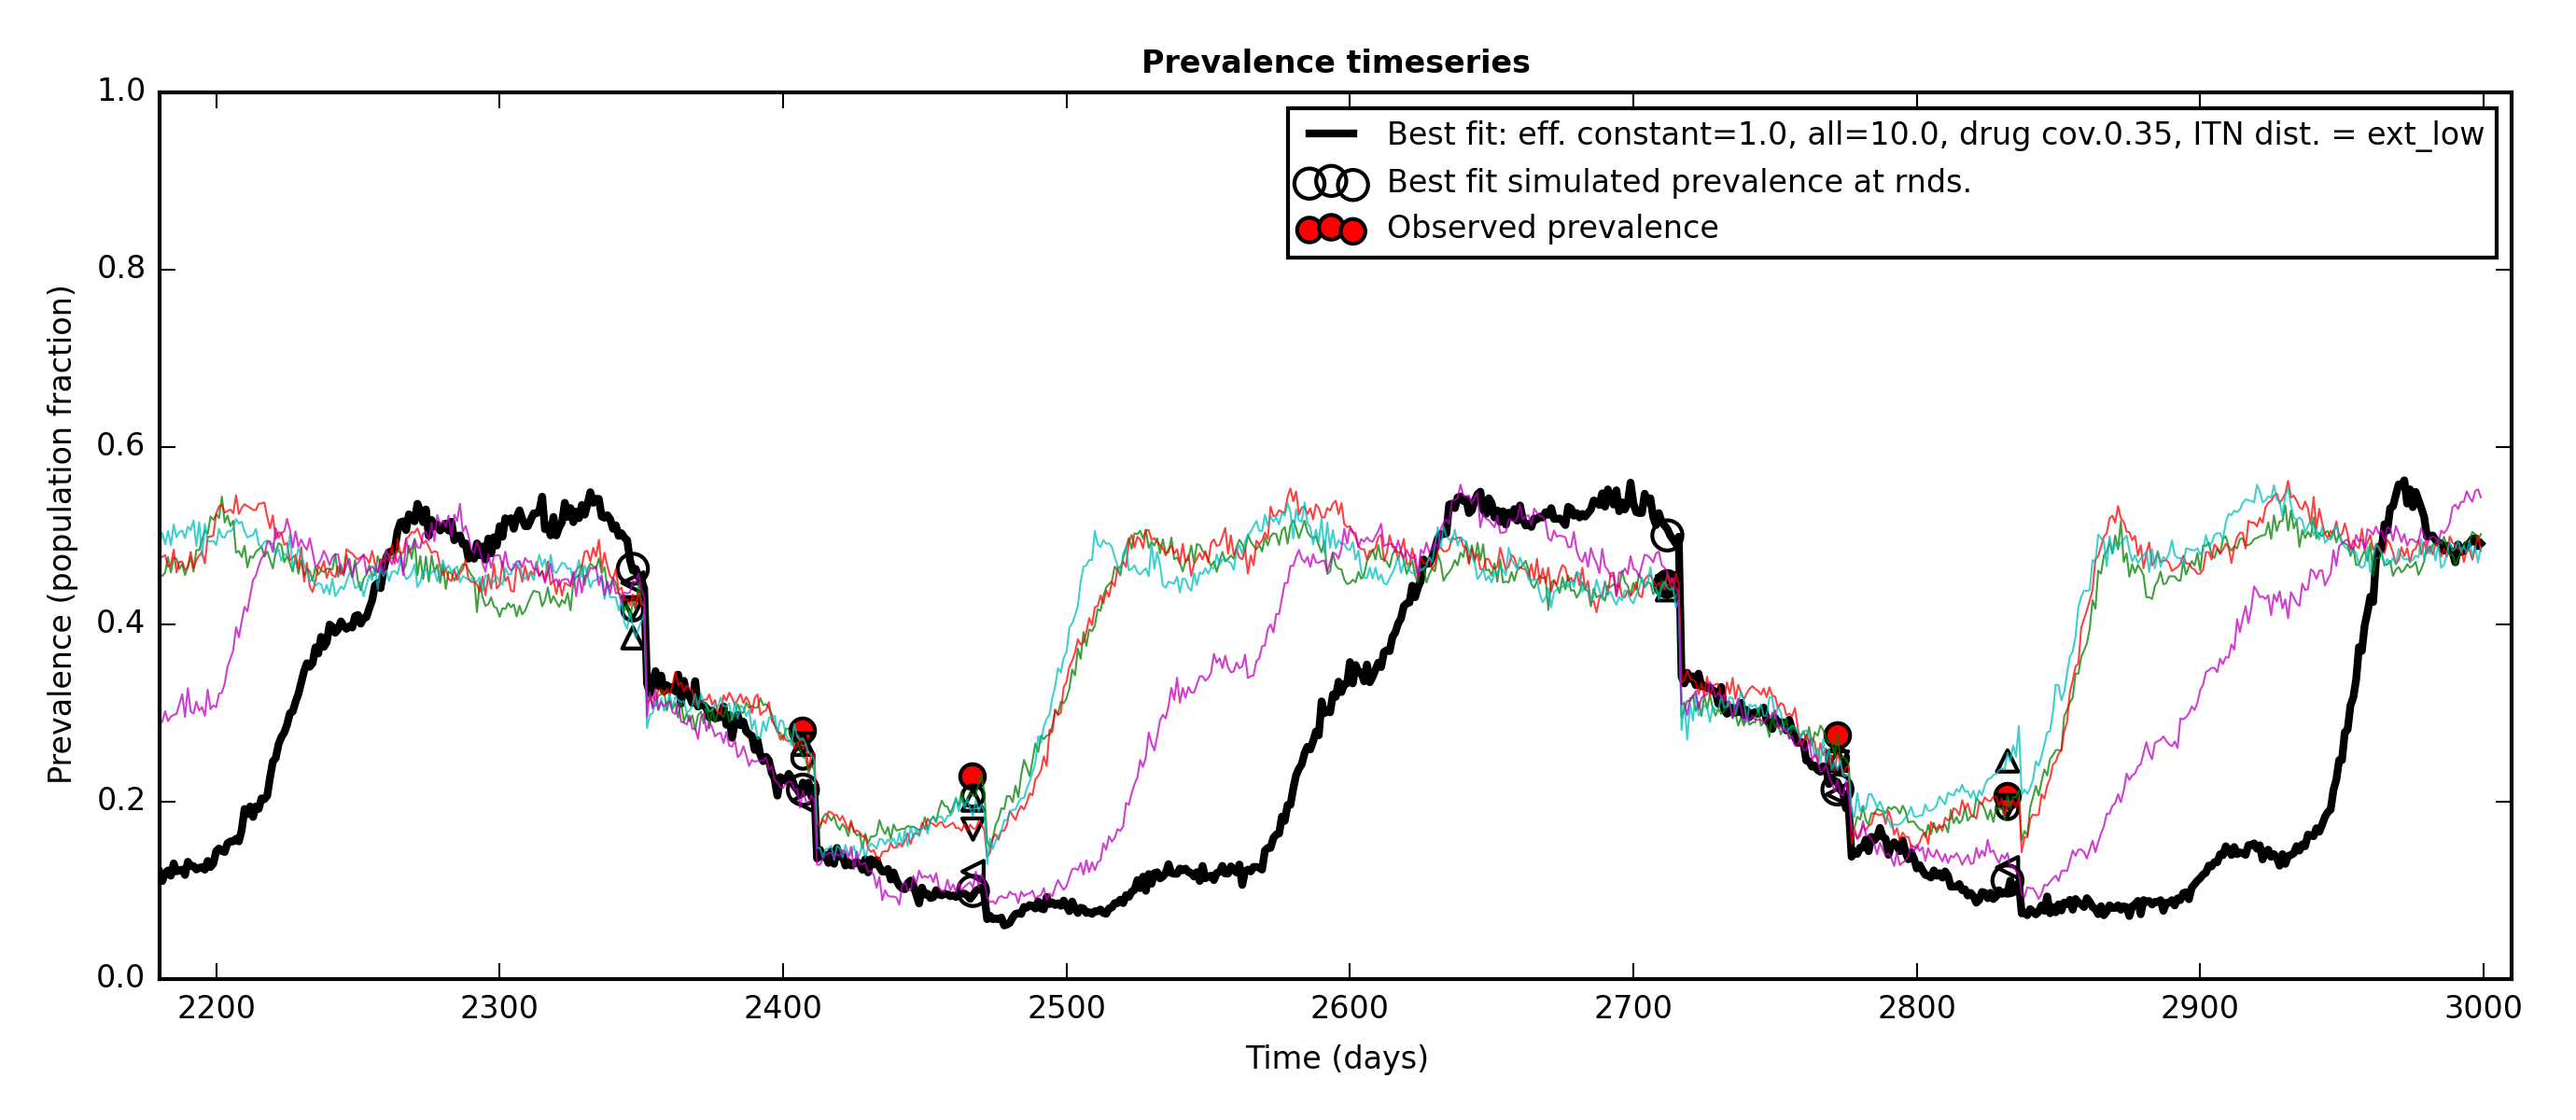 Prevalence timeseries
1.0
0.8
0.6
0.4
0.2
0.0
Prevalence (population fraction)
Best fit: eff. constant=1.0, all=10.0, drug cov.0.35, ITN dist. = ext_low
Best fit simulated prevalence at rnds.
Observed prevalence
2200 2300 2400 2500 2600 2700 2800 2900 3000
Time (days)